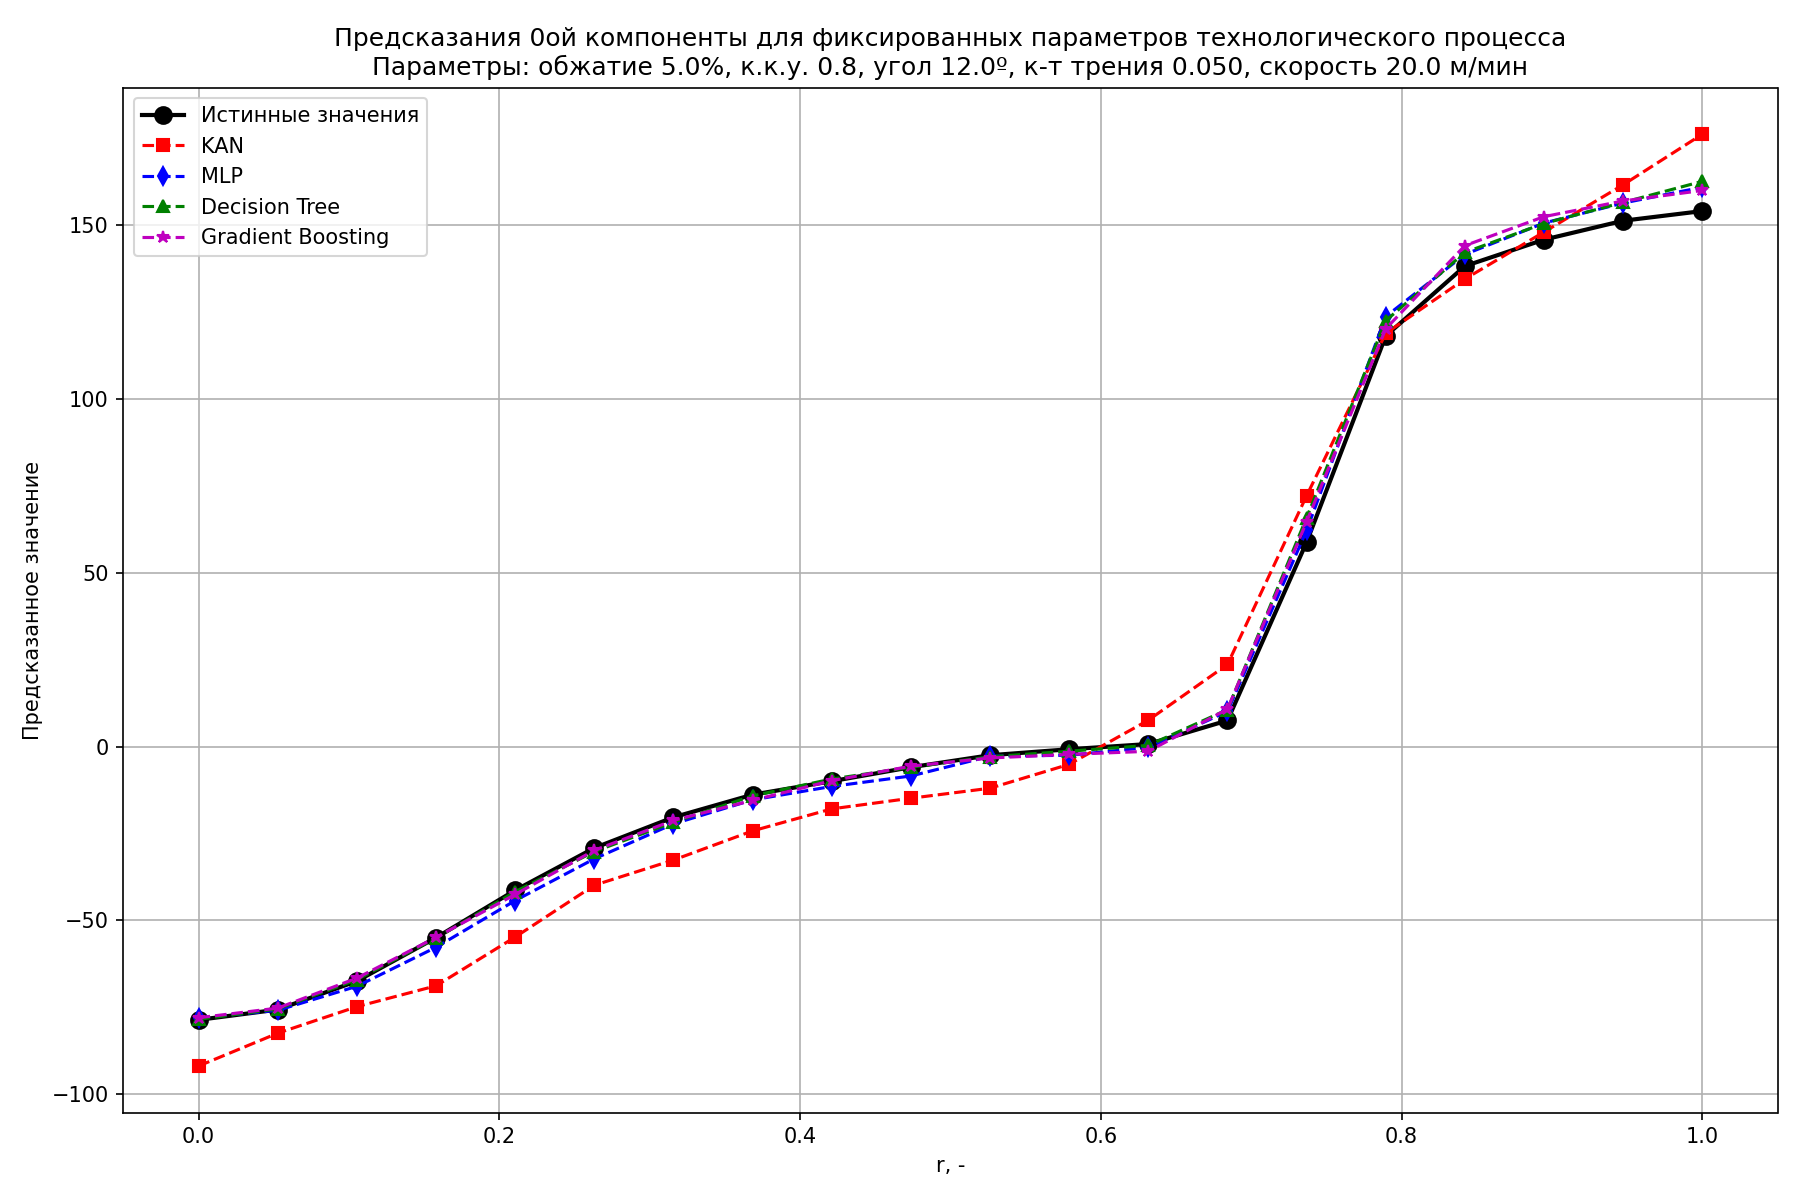 Предсказания 0ой компоненты для фиксированных параметров технологического процесса
Параметры: обжатие 5.0%, к.к.у. 0.8, угол 12.0º, к-т трения 0.050, скорость 20.0 м/мин
Истинные значения
KAN
MLP
Decision Tree
Gradient Boosting
Предсказанное значение
150
100
50
0
−50
−100
0.0 0.2 0.4 0.6 0.8 1.0
r, -